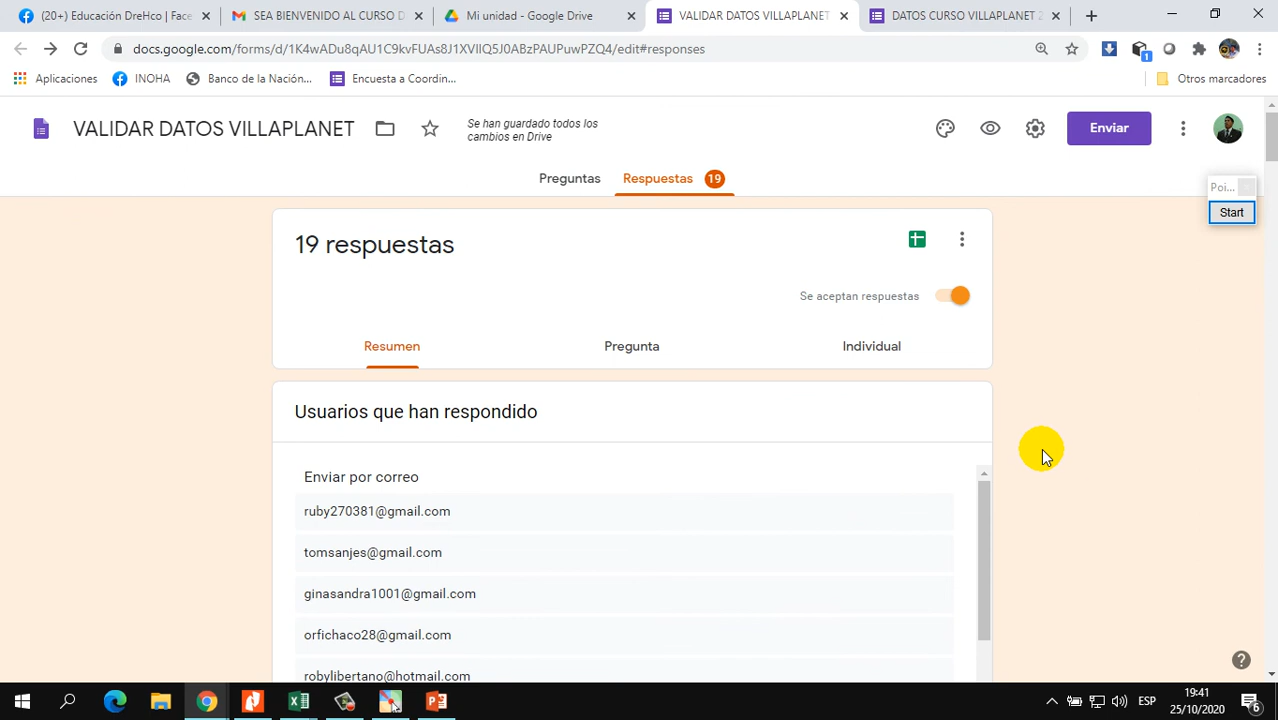 (20+) Educación DreHco | Face
SEA BIENVENIDO AL CURSO D
Mi unidad - Google Drive
VALIDAR DATOS VILLAPLANET
DATOS CURSO VILLAPLANET 2
docs.google.com/forms/d/1K4wADu8qAU1C9kvFUAs8J1XVIIQ5J0ABzPAUPuwPZQ4/edit#responses
Aplicaciones
INOHA
Banco de la Nación...
Encuesta a Coordin...
Otros marcadores
VALIDAR DATOS VILLAPLANET
Se han guardado todos los
cambios en Drive
Enviar
Preguntas
Respuestas 19
Poi...
Start
19 respuestas
Se aceptan respuestas
Resumen
Pregunta
Individual
Usuarios que han respondido
Enviar por correo
ruby270381@gmail.com
tomsanjes@gmail.com
ginasandra1001@gmail.com
orfichaco28@gmail.com
robylibertano@hotmail.com
ESP
19:41
25/10/2020
6